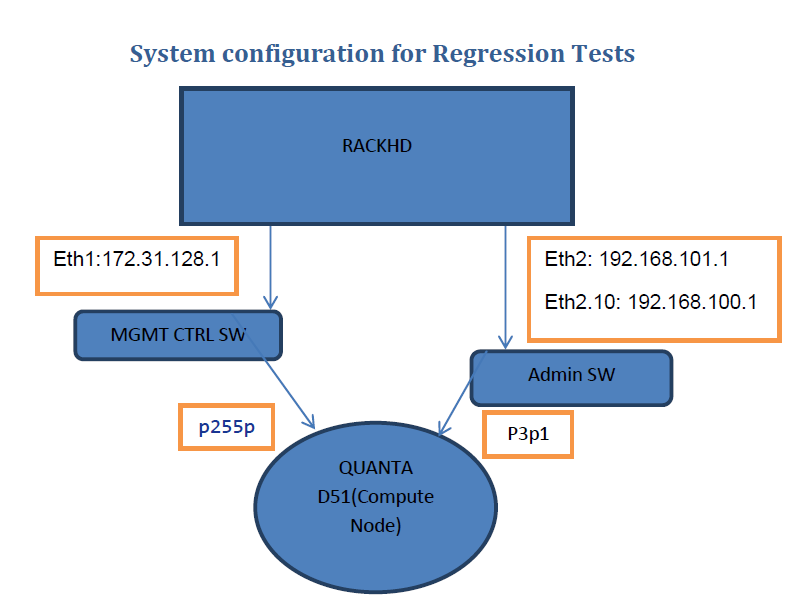 System configuration for Regression Tests
RACKHD
Eth1:172.31.128.1
Eth2: 192.168.101.1
Eth2.10: 192.168.100.1
MGMT CTRL SW
Admin SW
p255p
P3p1
QUANTA
D51(Compute
Node)